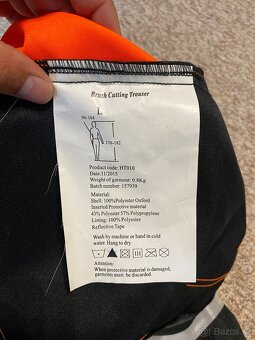 Brush Cutting Trouser
L
96-104
176-182
Product code: HT010
Date: 11/2015
Weight of garment: 0.8Kg
Batch number: 157939
Material:
Shell: 100%Polyester Oxford
Inserted/Protective material
43% Polyester 57% Polypropylene
Lining: 100% Polyester
Reflective Tape
Wash by machine or hand in cold
water. Hang to dry
Attention:
When protective material is damaged,
garments must be discarded.